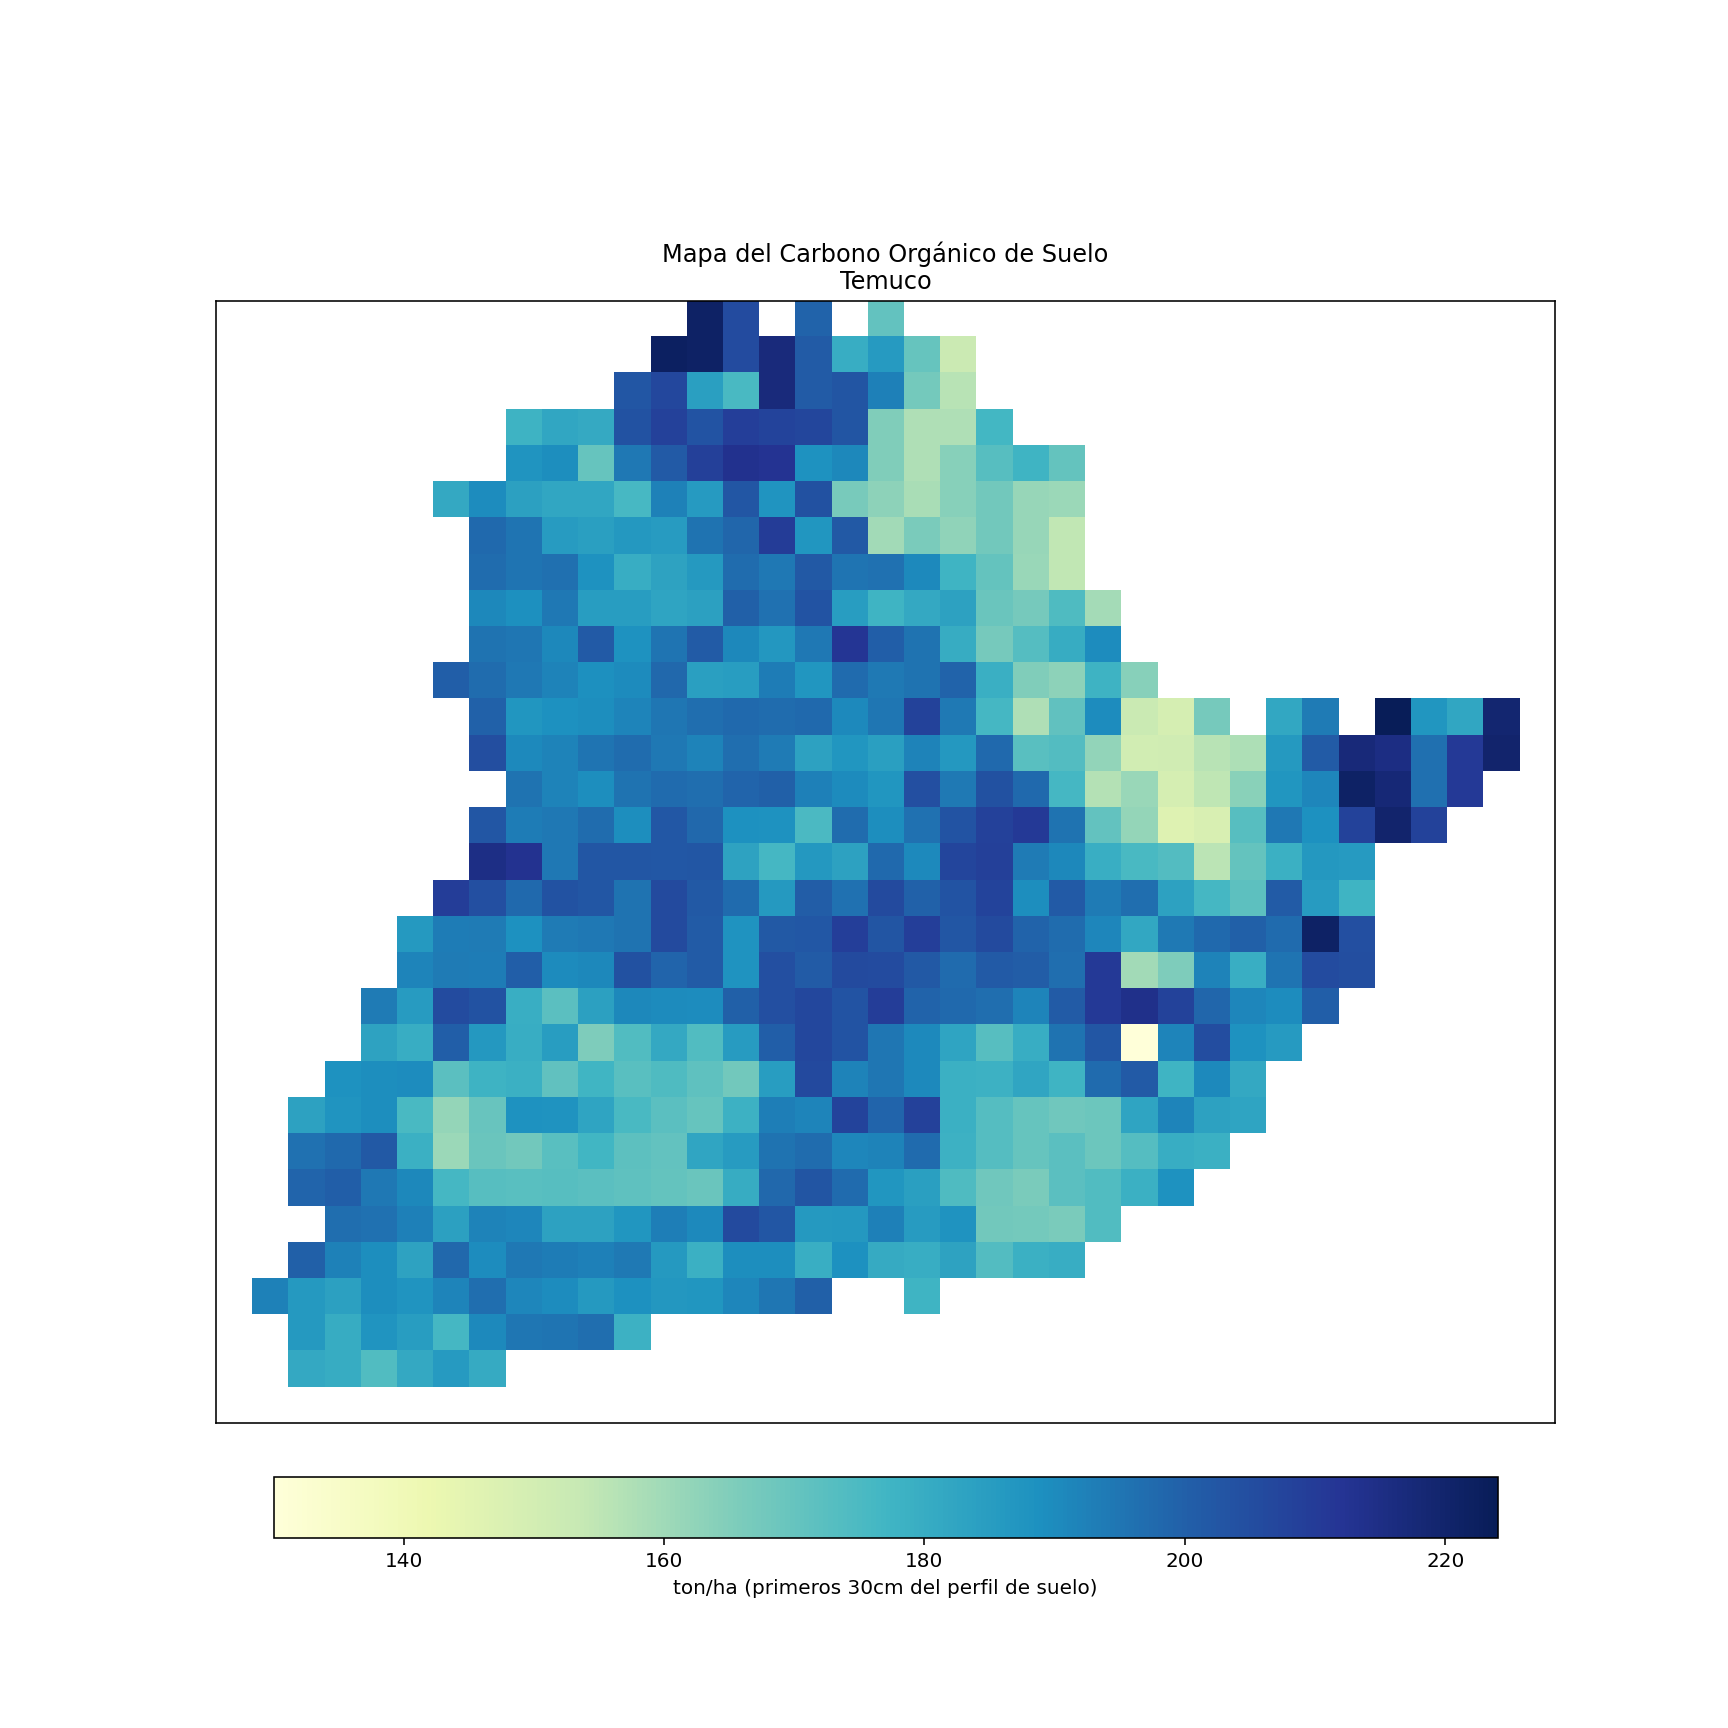 Mapa del Carbono Orgánico de Suelo
Temuco
140 160 180 200 220
ton/ha (primeros 30cm del perfil de suelo)